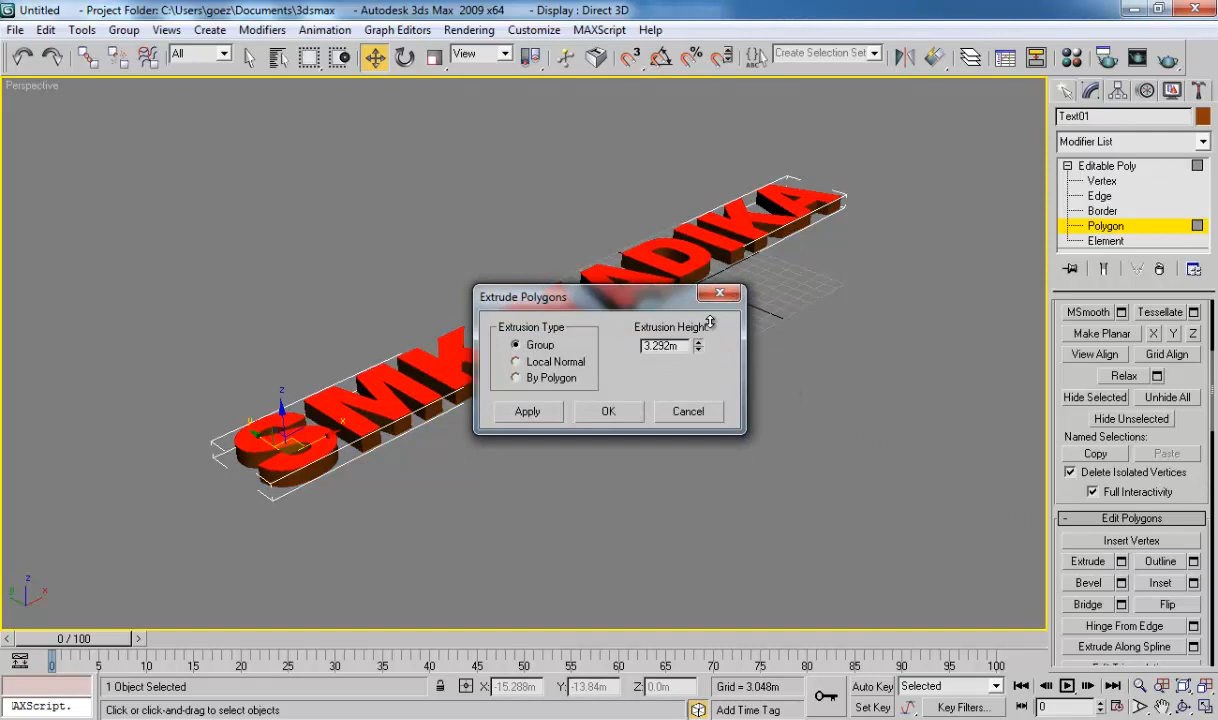 Untitled - Project Folder: C:\Users\goez\Documents\3dsmax - Autodesk 3ds Max 2009 x64 - Display : Direct 3D
File Edit Tools Group Views Create Modifiers Animation Graph Editors Rendering Customize MAXScript Help
All View 3 % ABC Create Selection Set
Perspective
Text01
Modifier List
Editable Poly
Vertex
Edge
Border
Polygon
Element
SMK ADIKA
Extrude Polygons
Extrusion Type
Group
Local Normal
By Polygon
Extrusion Height:
3.292m
Apply OK Cancel
MSmooth Tessellate
Make Planar X Y Z
View Align Grid Align
Relax
Hide Selected Unhide All
Hide Unselected
Named Selections:
Copy Paste
Delete Isolated Vertices
Full Interactivity
- Edit Polygons
Insert Vertex
Extrude Outline
Bevel Inset
Bridge Flip
Hinge From Edge
Extrude Along Spline
z
x
z
x
< 0 / 100 >
0 5 10 15 20 25 30 35 40 45 50 55 60 65 70 75 80 85 90 95 100
1 Object Selected X: -15.288m Y: -13.84m Z: 0.0m Grid = 3.048m Auto Key Selected
AXScript. Click or click-and-drag to select objects Add Time Tag Set Key Key Filters... 0